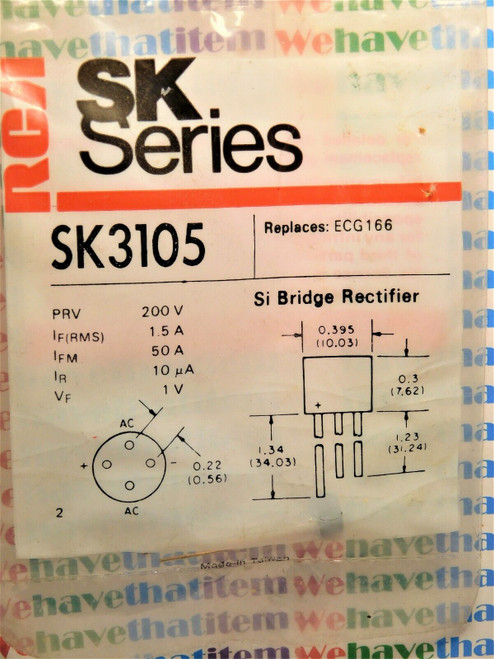 wehavethatitem wehavethatitem
RCA
SK
Series
SK3105
Replaces: ECG166
Si Bridge Rectifier
PRV 200 V
IF(RMS) 1.5 A
IFM 50 A
IR 10 μA
VF 1 V
0.395
(10.03)
0.3
(7.62)
+
1.34
(34.03)
1.23
(31.24)
AC
+ -
0.22
(0.56)
AC
2
Made in Taiwan
wehavethatitem wehavethatitem
wehavethatitem wehavethatitem